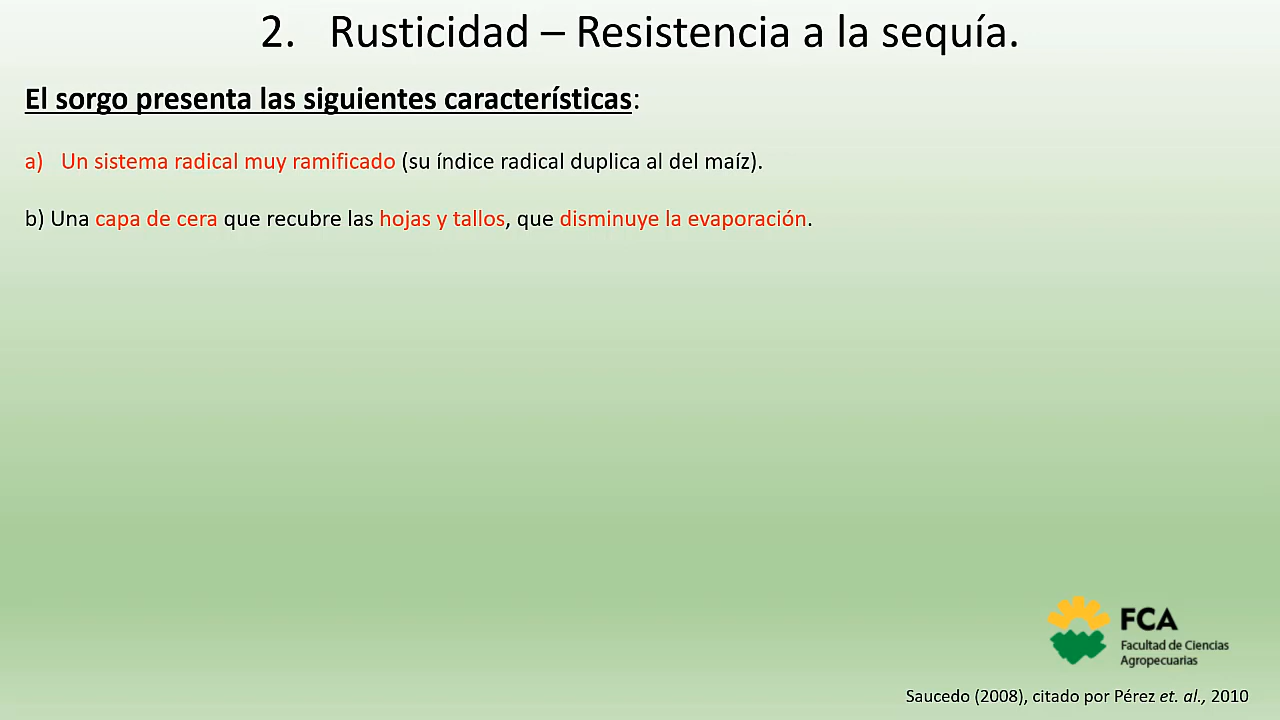 2. Rusticidad – Resistencia a la sequía.
El sorgo presenta las siguientes características:
a) Un sistema radical muy ramificado (su índice radical duplica al del maíz).
b) Una capa de cera que recubre las hojas y tallos, que disminuye la evaporación.
FCA
Facultad de Ciencias
Agropecuarias
Saucedo (2008), citado por Pérez et. al., 2010